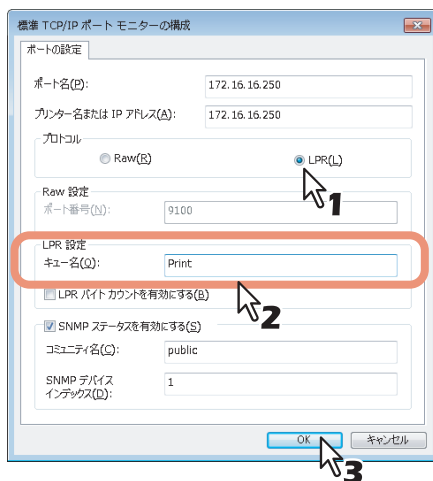 標準 TCP/IP ポート モニターの構成
ポートの設定
ポート名(P): 172.16.16.250
プリンター名または IP アドレス(A): 172.16.16.250
プロトコル
Raw(R) LPR(L)
1
Raw 設定
ポート番号(N): 9100
LPR 設定
キュー名(Q): Print
LPR バイト カウントを有効にする(B)
2
SNMP ステータスを有効にする(S)
コミュニティ名(C): public
SNMP デバイス
インデックス(D): 1
OK キャンセル
3